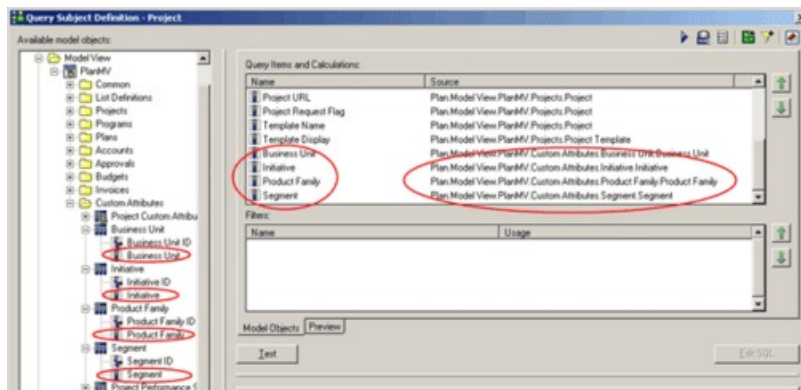 Query Subject Definition - Project
Available model objects:
Model View
PlanMV
Common
List Definitions
Projects
Programs
Plans
Accounts
Approvals
Budgets
Invoices
Custom Attributes
Project Custom Attribu
Business Unit
Business Unit ID
Business Unit
Initiative
Initiative ID
Initiative
Product Family
Product Family ID
Product Family
Segment
Segment ID
Segment
Project Performance S
Query Items and Calculations:
Name Source
Project URL Plan.Model View.PlanMV.Projects.Project
Project Request Flag Plan.Model View.PlanMV.Projects.Project
Template Name Plan.Model View.PlanMV.Projects.Project
Template Display Plan.Model View.PlanMV.Projects.Project Template
Business Unit Plan.Model View.PlanMV.Custom Attributes.Business Unit.Business Unit
Initiative Plan.Model View.PlanMV.Custom Attributes.Initiative.Initiative
Product Family Plan.Model View.PlanMV.Custom Attributes.Product Family.Product Family
Segment Plan.Model View.PlanMV.Custom Attributes.Segment.Segment
Filters:
Name Usage
Model Objects Preview
Test Edit SQL